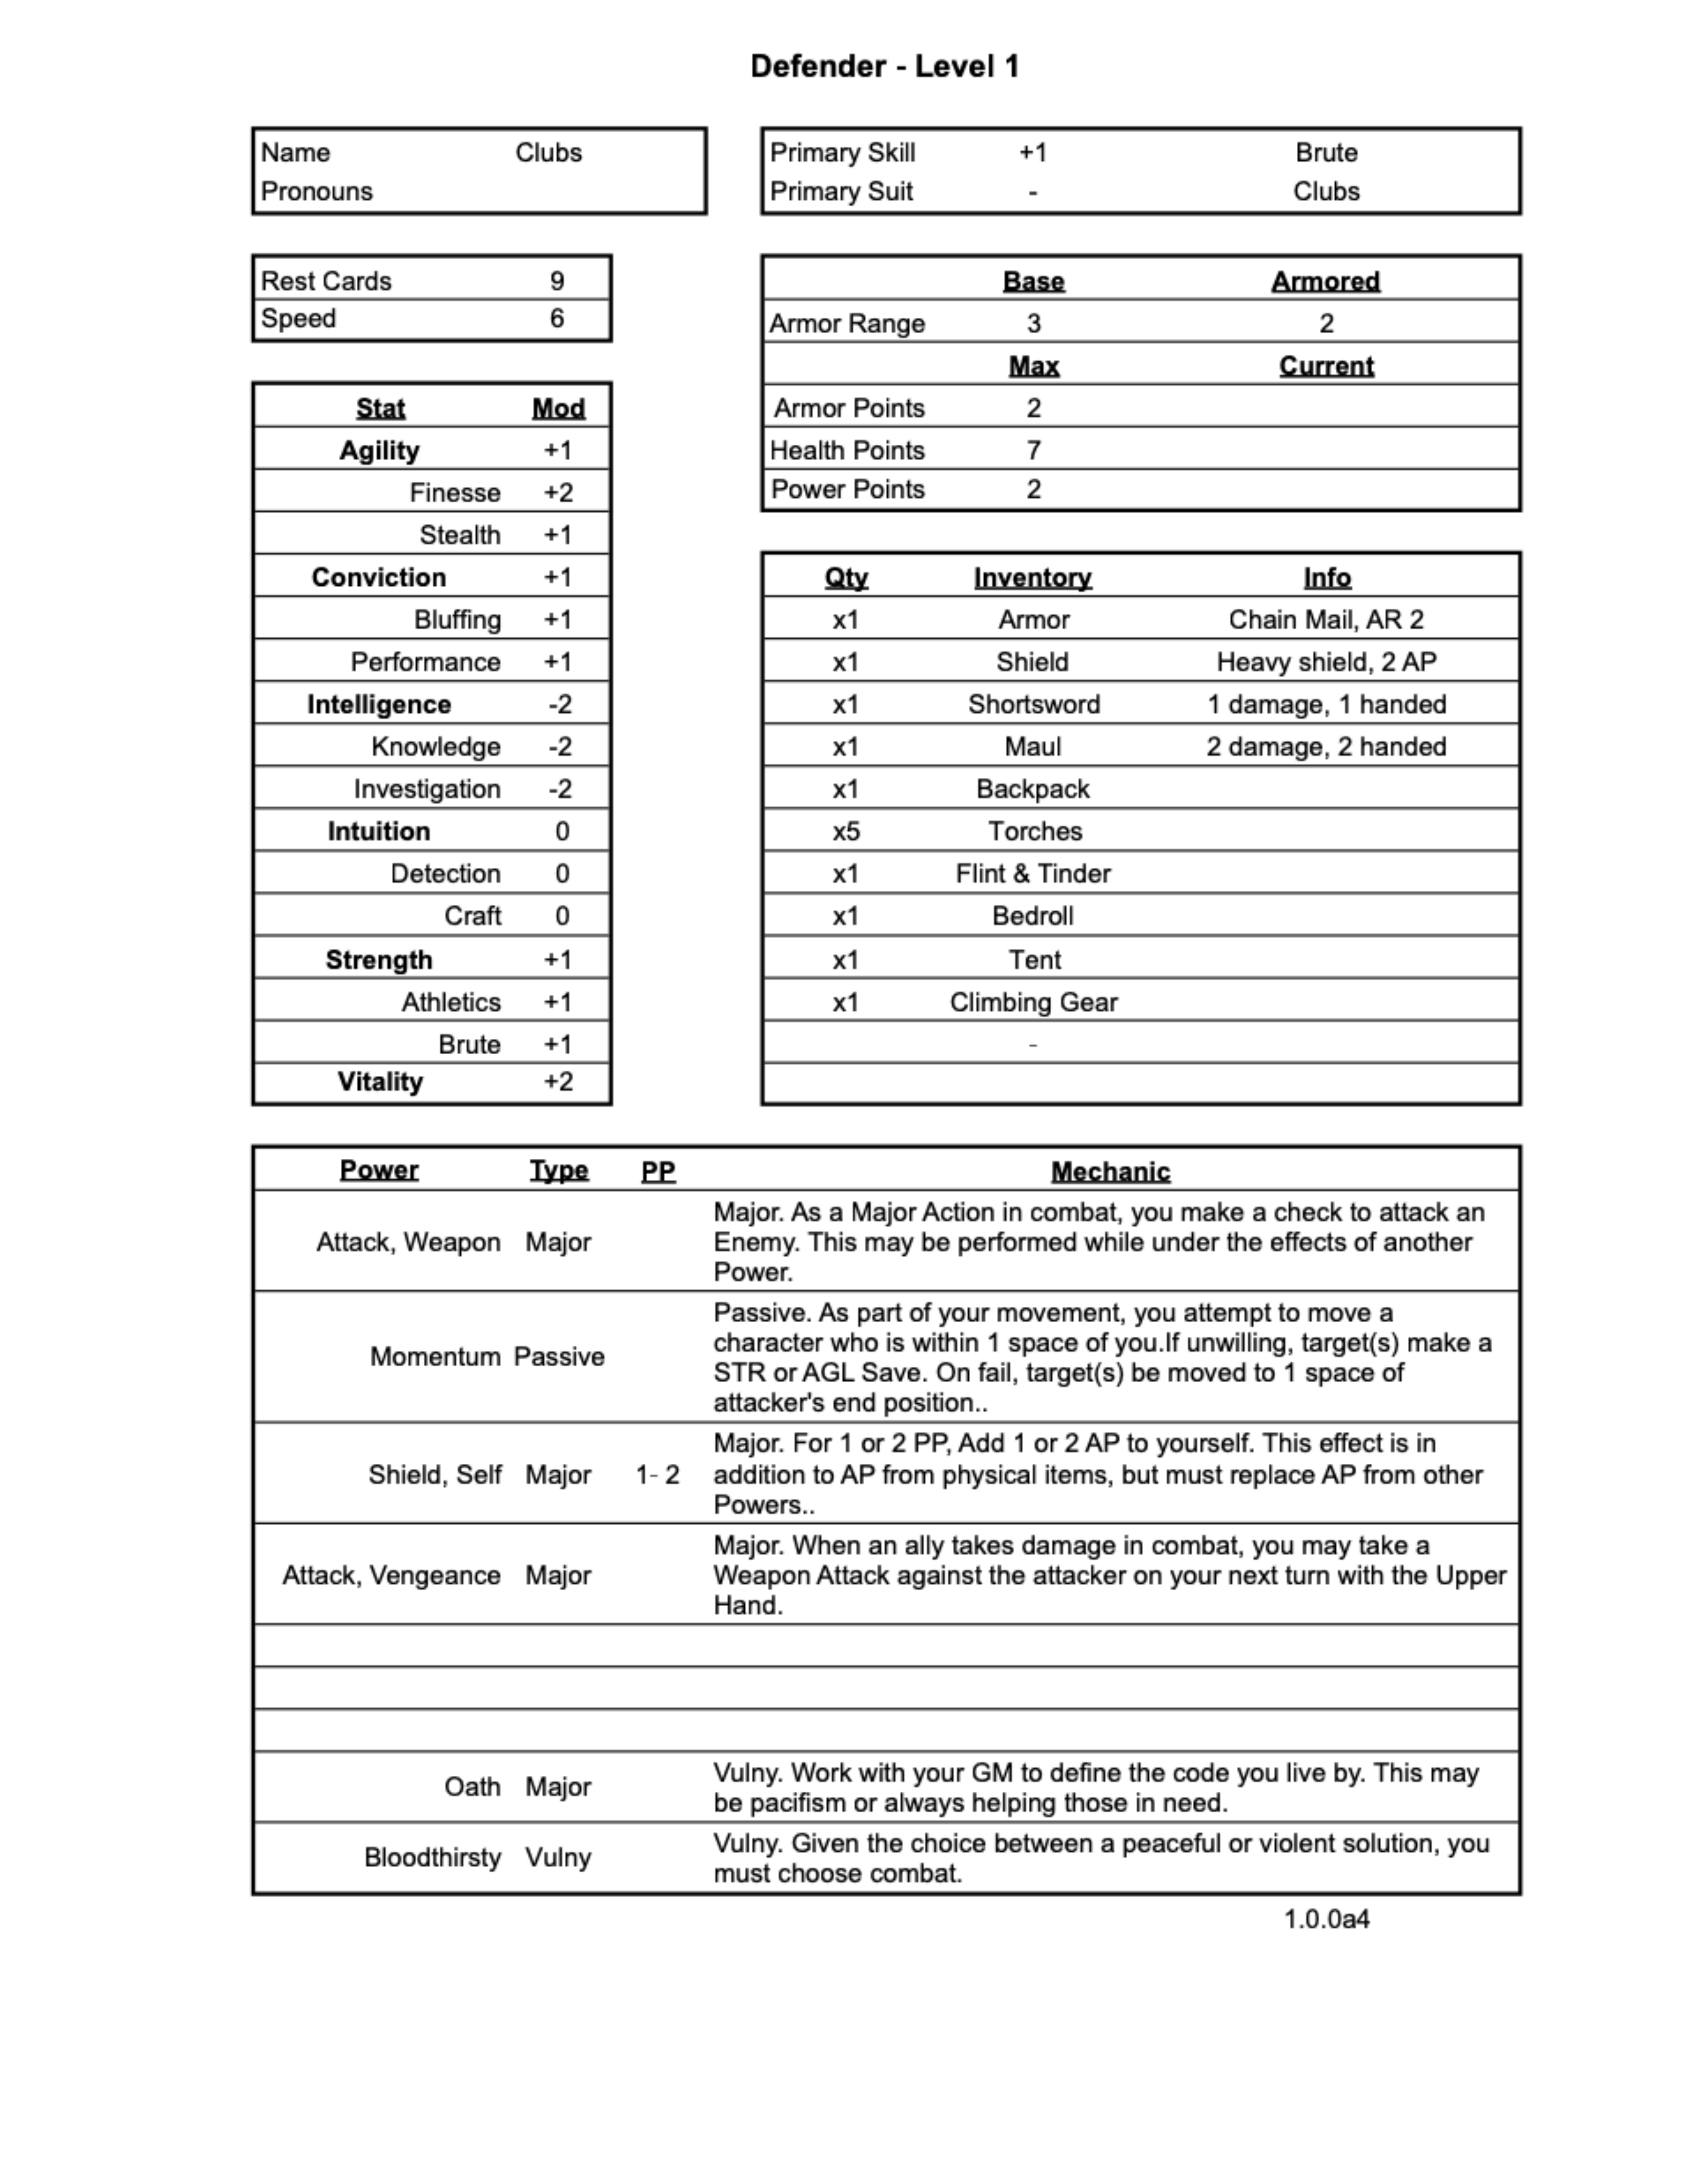 Defender - Level 1
Name Clubs
Pronouns
Primary Skill +1 Brute
Primary Suit - Clubs
Rest Cards 9
Speed 6
Base Armored
Armor Range 3 2
Max Current
Armor Points 2
Health Points 7
Power Points 2
Stat Mod
Agility +1
Finesse +2
Stealth +1
Conviction +1
Bluffing +1
Performance +1
Intelligence -2
Knowledge -2
Investigation -2
Intuition 0
Detection 0
Craft 0
Strength +1
Athletics +1
Brute +1
Vitality +2
Qty Inventory Info
x1 Armor Chain Mail, AR 2
x1 Shield Heavy shield, 2 AP
x1 Shortsword 1 damage, 1 handed
x1 Maul 2 damage, 2 handed
x1 Backpack
x5 Torches
x1 Flint & Tinder
x1 Bedroll
x1 Tent
x1 Climbing Gear
-
Power Type PP Mechanic
Attack, Weapon Major
Major. As a Major Action in combat, you make a check to attack an
Enemy. This may be performed while under the effects of another
Power.
Momentum Passive
Passive. As part of your movement, you attempt to move a
character who is within 1 space of you.If unwilling, target(s) make a
STR or AGL Save. On fail, target(s) be moved to 1 space of
attacker's end position..
Shield, Self Major 1- 2
Major. For 1 or 2 PP, Add 1 or 2 AP to yourself. This effect is in
addition to AP from physical items, but must replace AP from other
Powers..
Attack, Vengeance Major
Major. When an ally takes damage in combat, you may take a
Weapon Attack against the attacker on your next turn with the Upper
Hand.
Oath Major
Vulny. Work with your GM to define the code you live by. This may
be pacifism or always helping those in need.
Bloodthirsty Vulny
Vulny. Given the choice between a peaceful or violent solution, you
must choose combat.
1.0.0a4